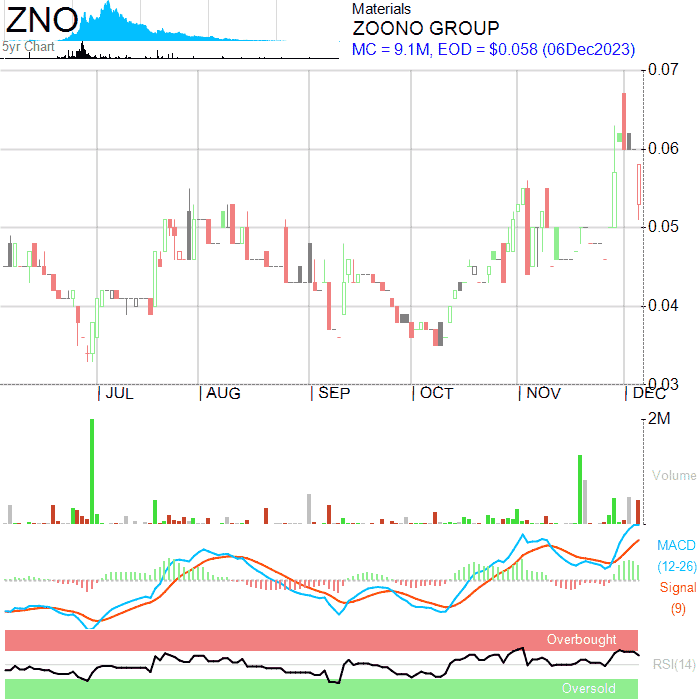 ZNO
5yr Chart
Materials
ZOONO GROUP
MC = 9.1M, EOD = $0.058 (06Dec2023)
0.07
0.06
0.05
0.04
0.03
JUL
AUG
SEP
OCT
NOV
DEC
2M
Volume
MACD
(12-26)
Signal
(9)
Overbought
RSI(14)
Oversold